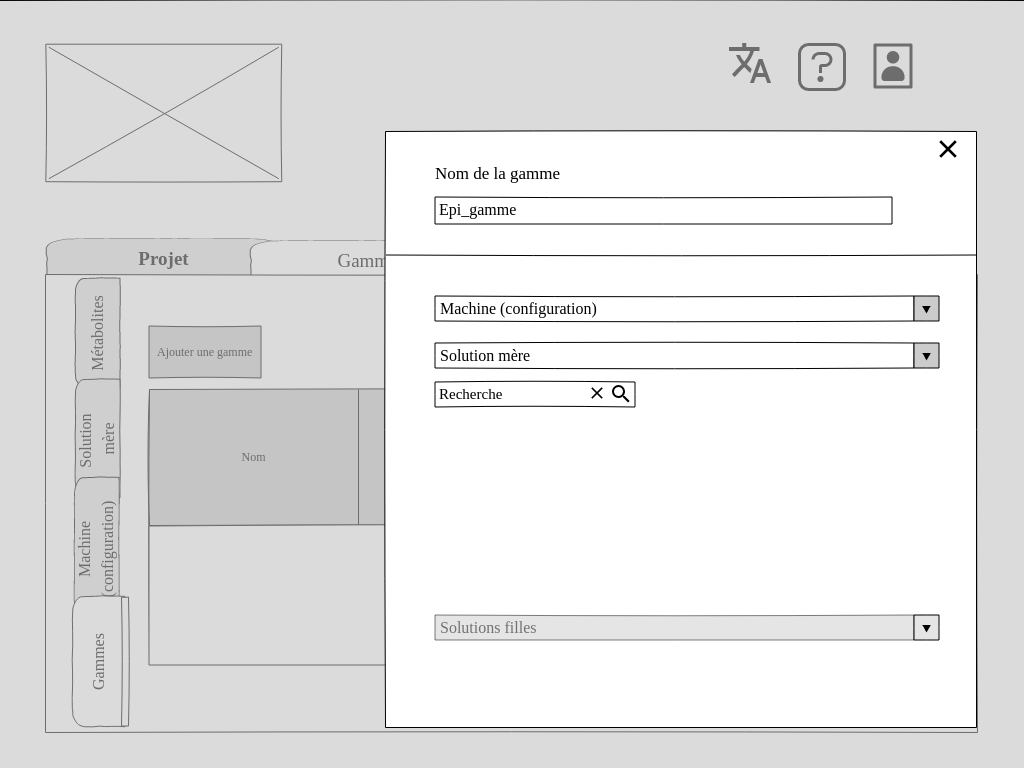 Nom de la gamme
Epi_gamme
Projet
Gamm
Machine (configuration)
Métabolites
Ajouter une gamme
Solution mère
Recherche
Solution
mère
Nom
Machine
(configuration)
Gammes
Solutions filles